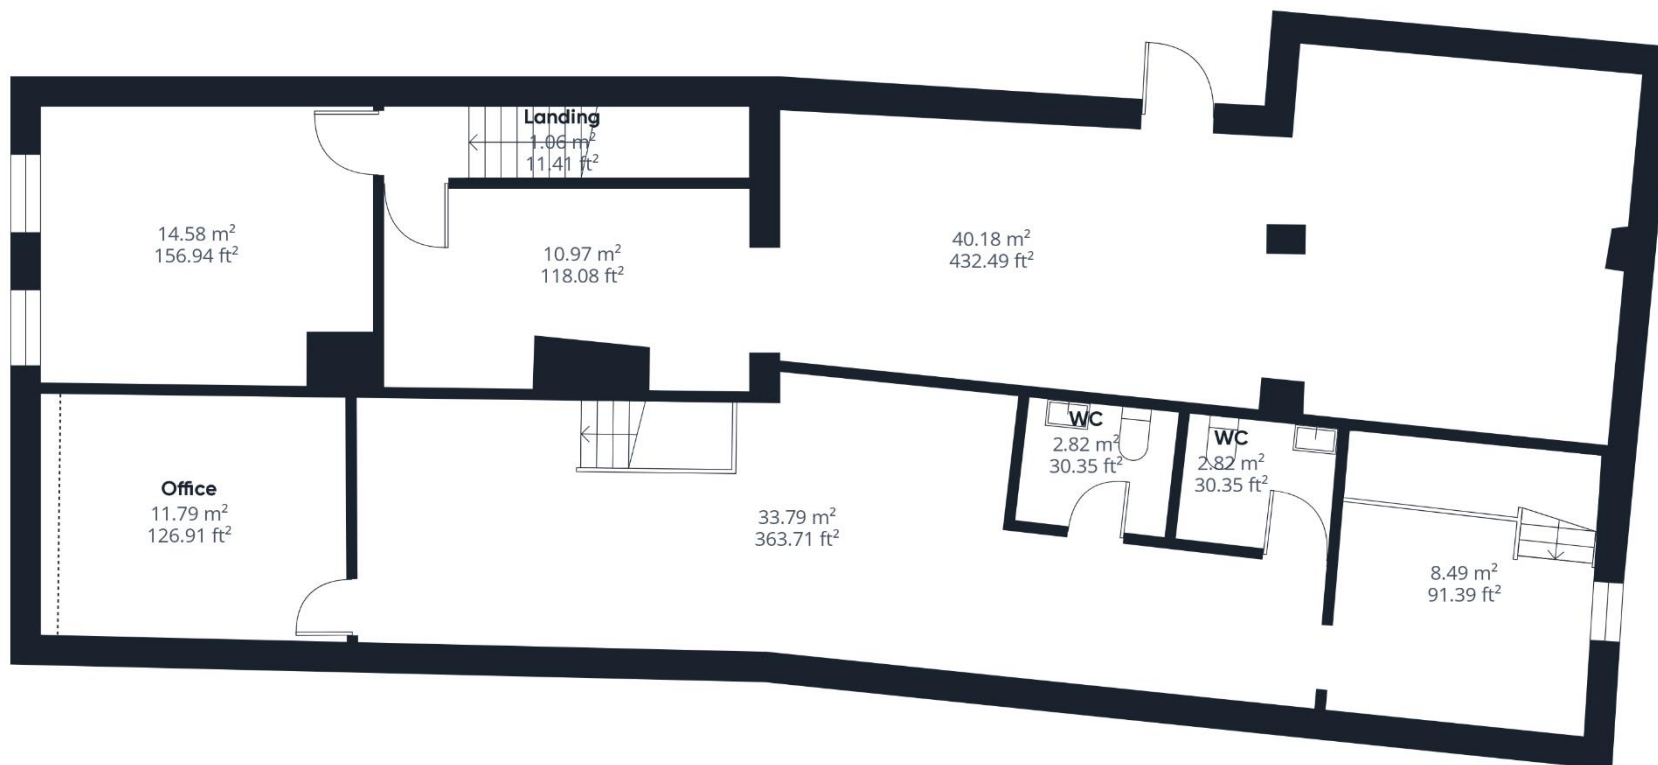 Landing
1.06 m²
11.41 ft²
14.58 m²
156.94 ft²
10.97 m²
118.08 ft²
40.18 m²
432.49 ft²
WC
2.82 m²
30.35 ft²
WC
2.82 m²
30.35 ft²
Office
11.79 m²
126.91 ft²
33.79 m²
363.71 ft²
8.49 m²
91.39 ft²